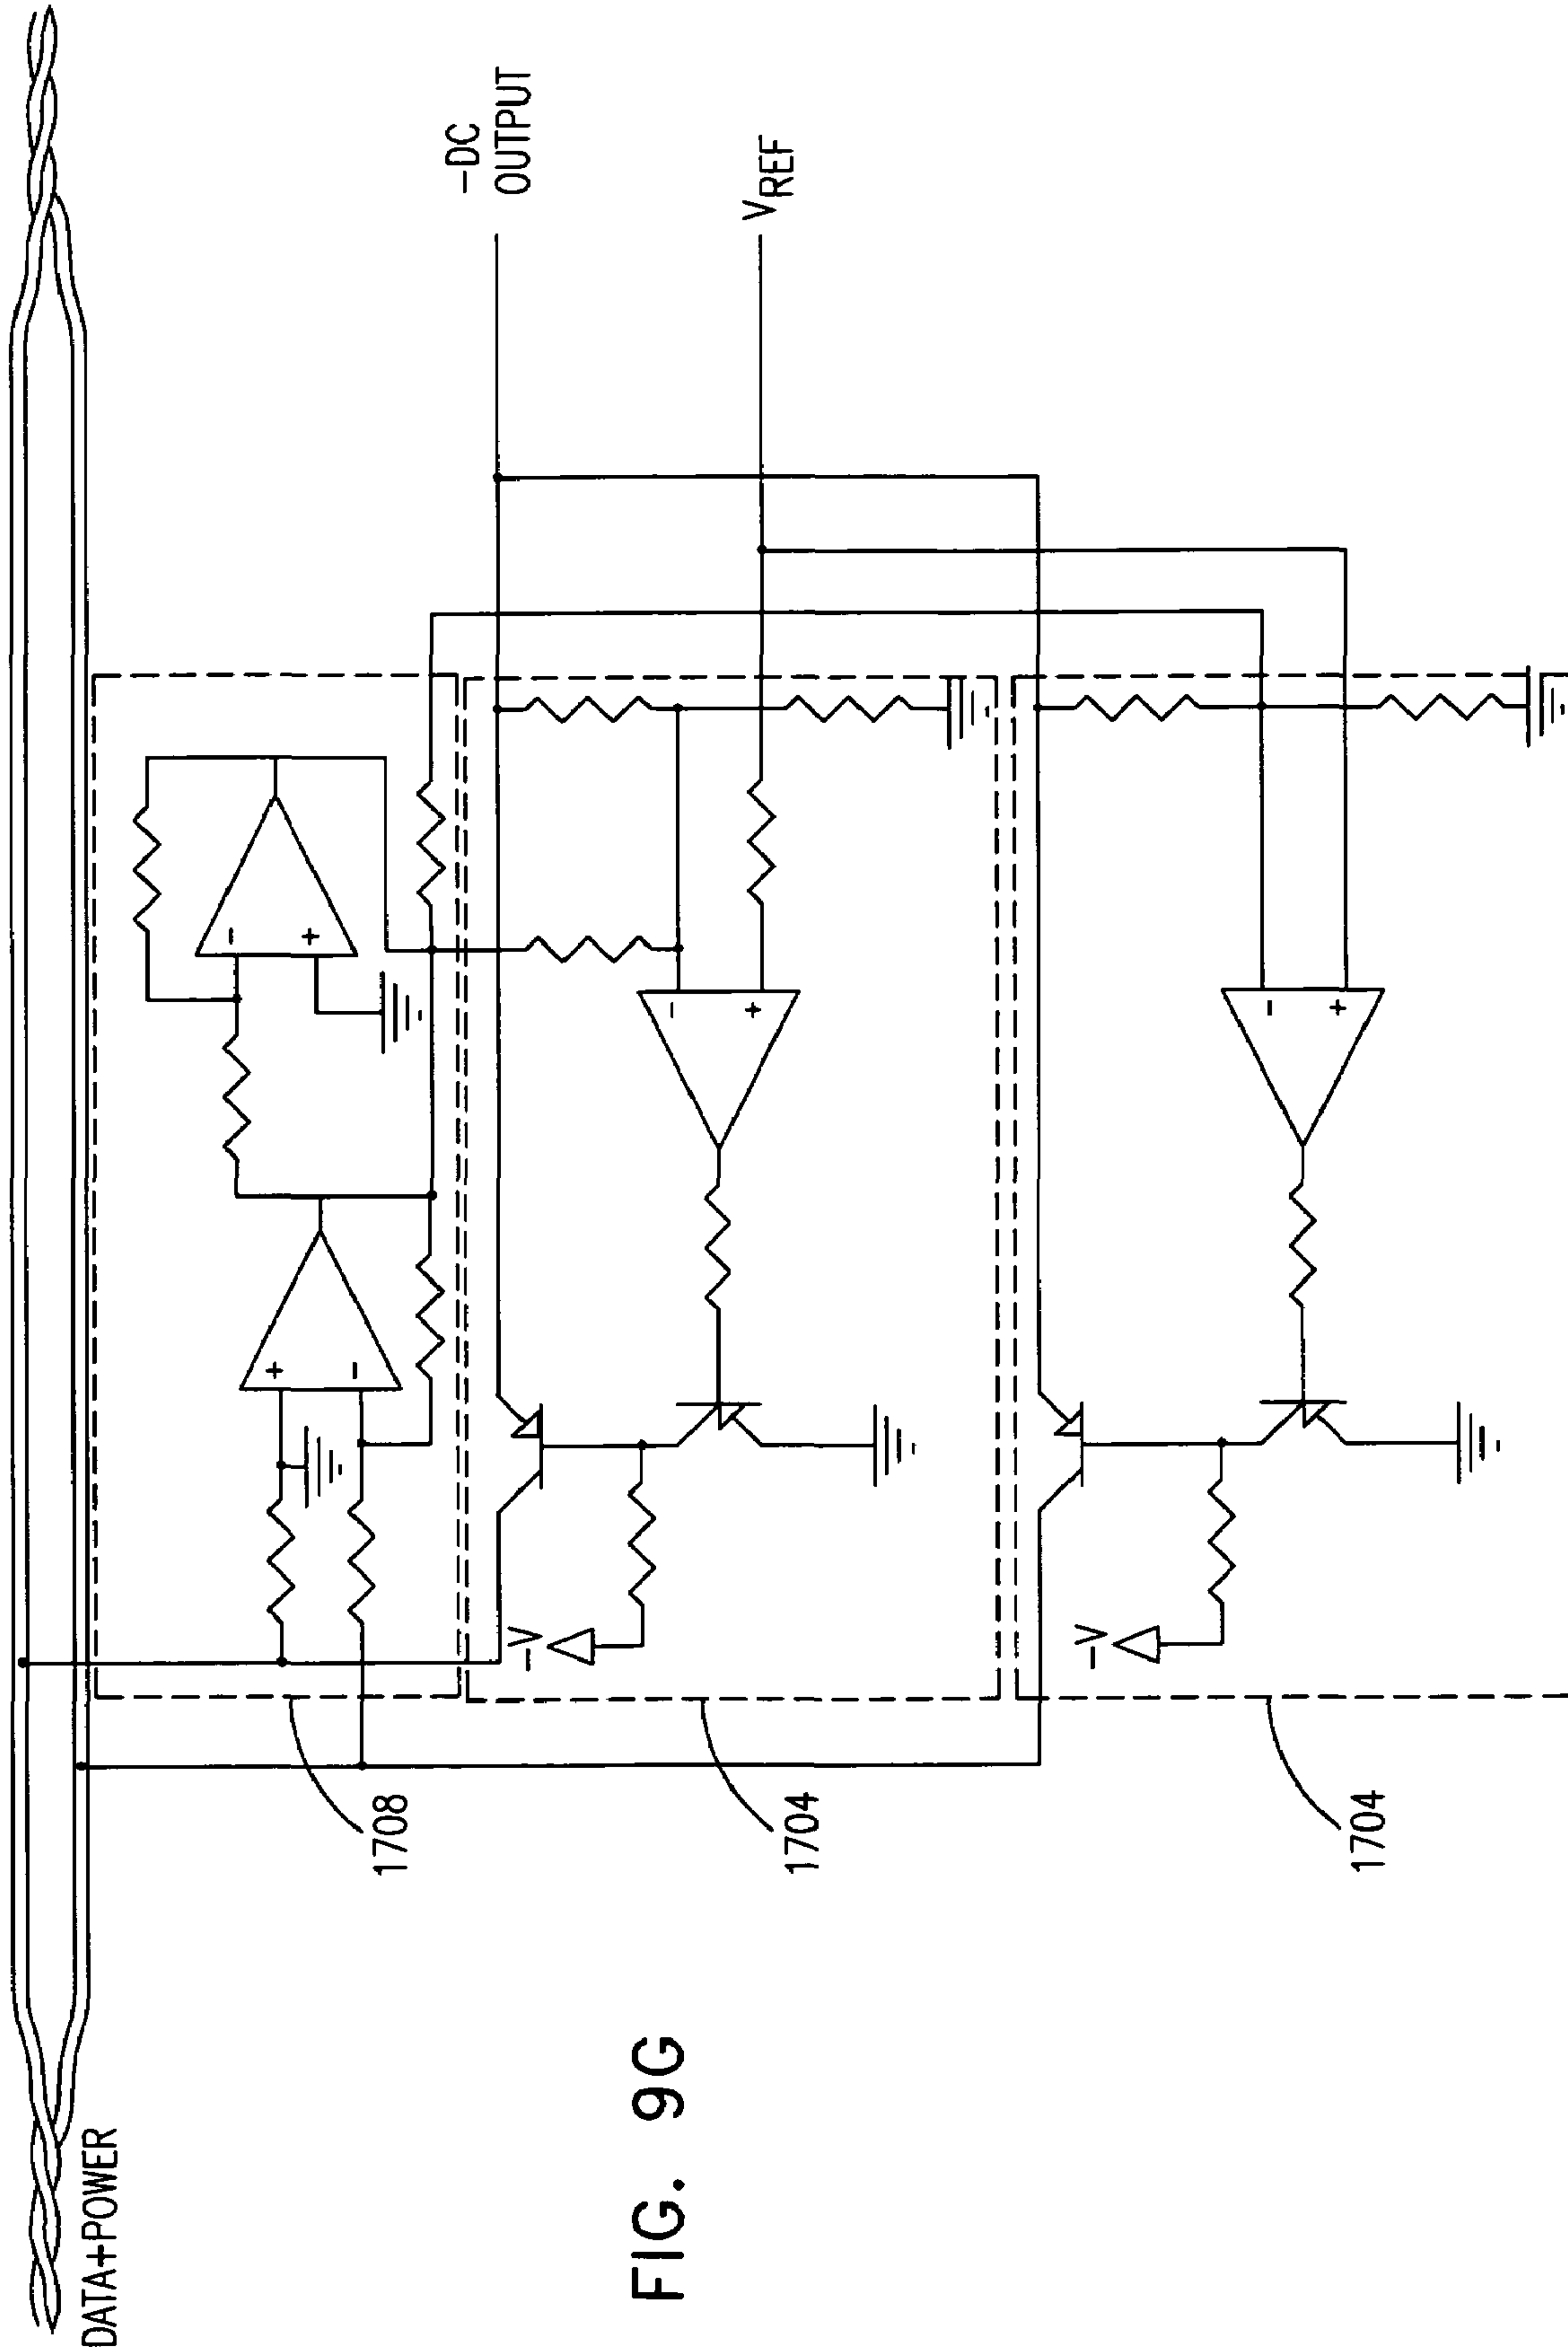 DATA+POWER
-DC
OUTPUT
VREF
+
-
-
+
-
+
-
+
-V
-V
1708
1704
1704
FIG. 9G